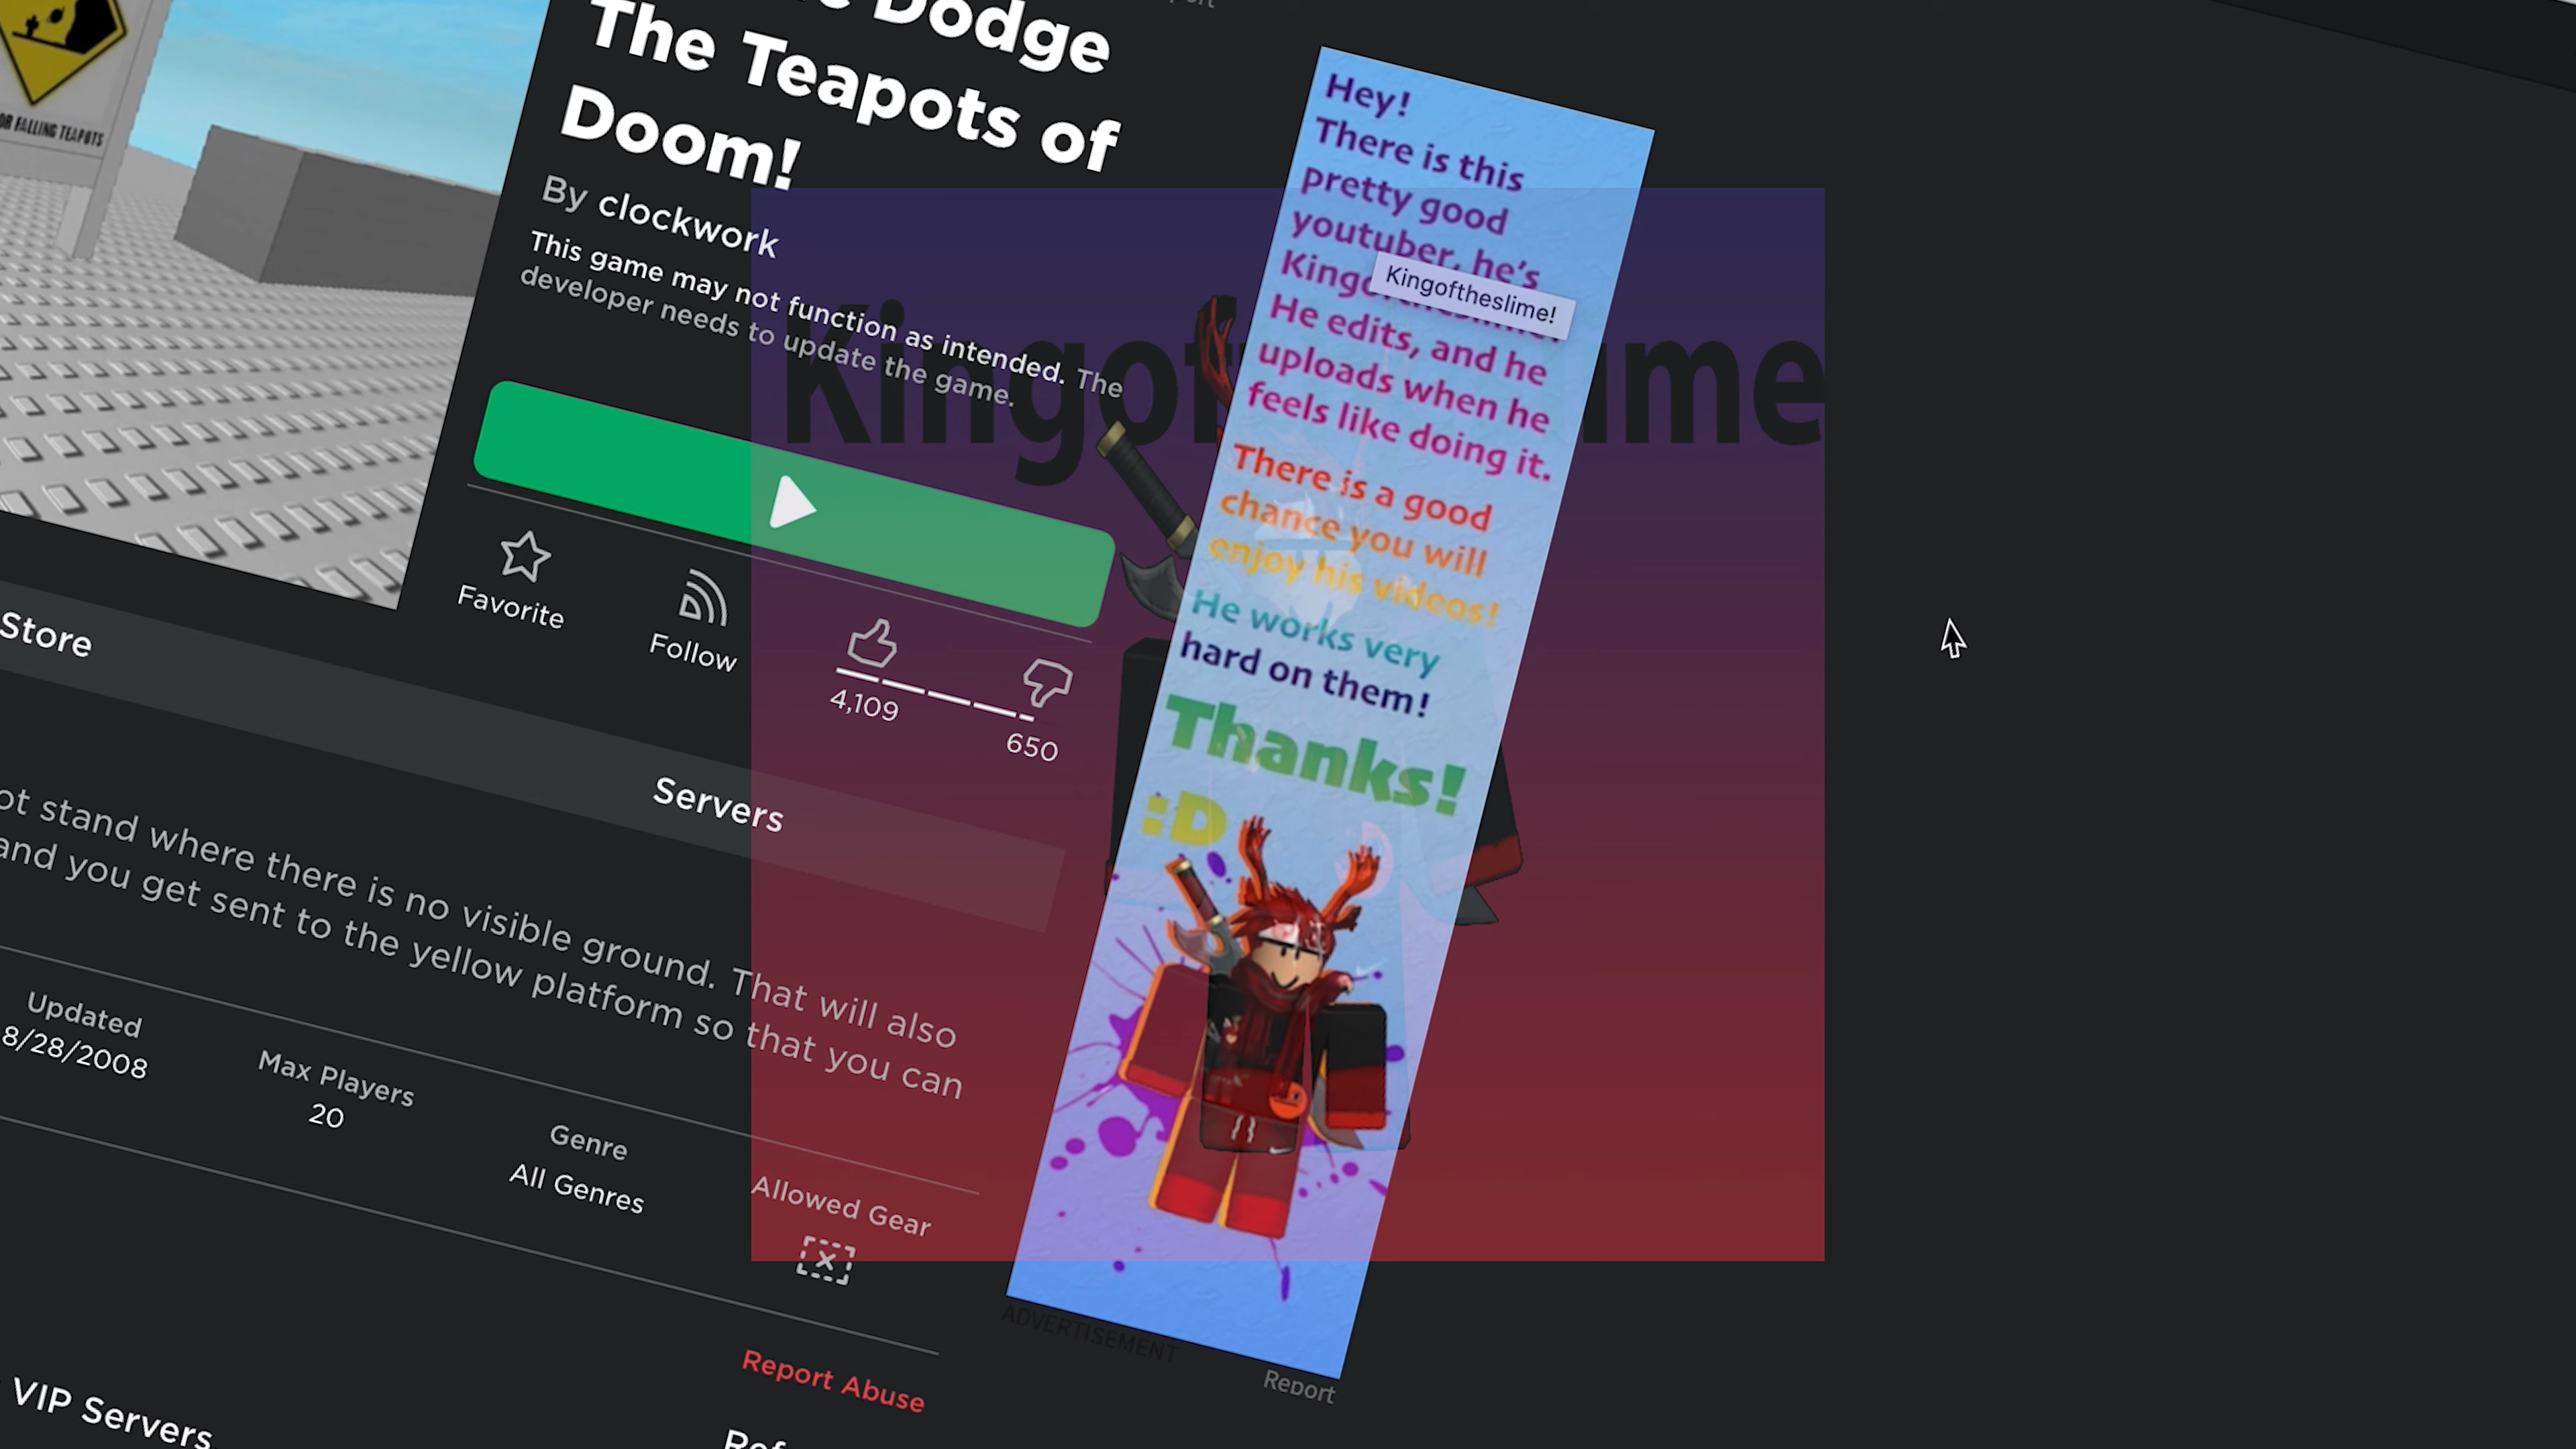 Dodge
The Teapots of
Doom!
By clockwork
This game may not function as intended. The
developer needs to update the game.
FALLING TEAPOTS
Favorite
Follow
4,109
650
Store
Servers
stand where there is no visible ground. That will also
and you get sent to the yellow platform so that you can
Updated
8/28/2008
Max Players
20
Genre
All Genres
Allowed Gear
Report Abuse
VIP Servers
Hey!
There is this
pretty good
youtuber, he's
Kingoftheslime!
He edits, and he
uploads when he
feels like doing it.
There is a good
chance you will
enjoy his videos!
He works very
hard on them!
Thanks!
:D
ADVERTISEMENT
Report